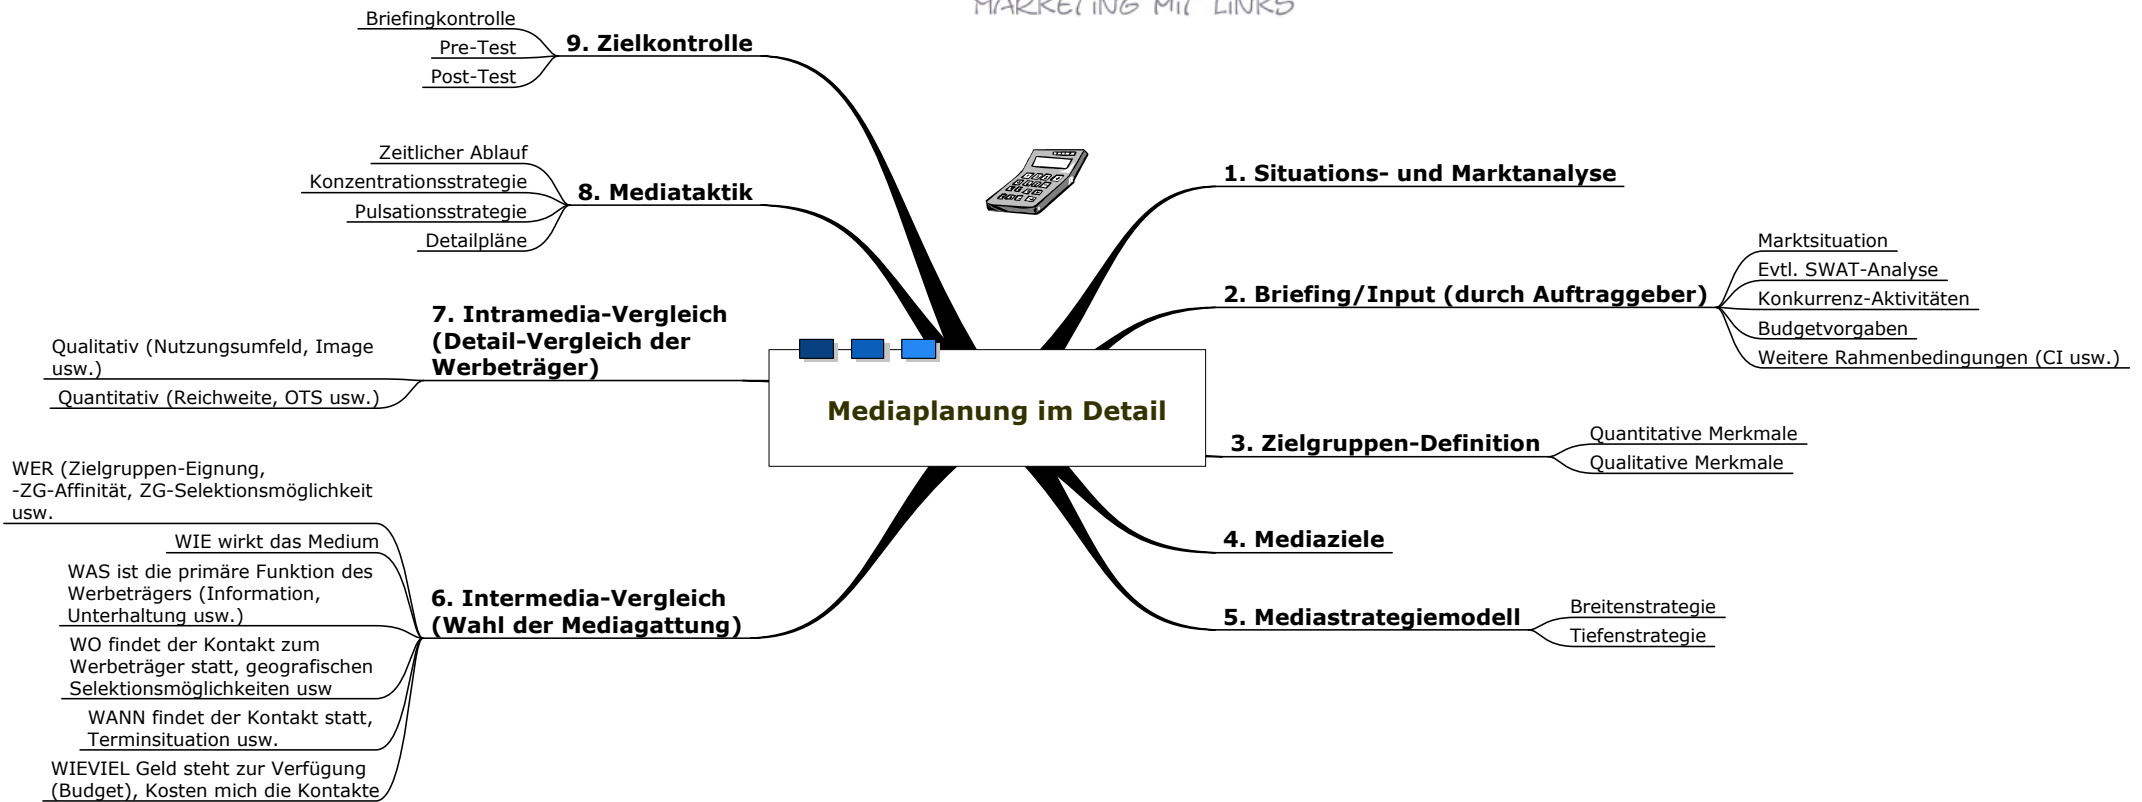 MARKETING MIT LINKS
Mediaplanung im Detail
1. Situations- und Marktanalyse
2. Briefing/Input (durch Auftraggeber)
Marktsituation
Evtl. SWAT-Analyse
Konkurrenz-Aktivitäten
Budgetvorgaben
Weitere Rahmenbedingungen (CI usw.)
3. Zielgruppen-Definition
Quantitative Merkmale
Qualitative Merkmale
4. Mediaziele
5. Mediastrategiemodell
Breitenstrategie
Tiefenstrategie
6. Intermedia-Vergleich
(Wahl der Mediagattung)
WER (Zielgruppen-Eignung,
-ZG-Affinität, ZG-Selektionsmöglichkeit
usw.
WIE wirkt das Medium
WAS ist die primäre Funktion des
Werbeträgers (Information,
Unterhaltung usw.)
WO findet der Kontakt zum
Werbeträger statt, geografischen
Selektionsmöglichkeiten usw
WANN findet der Kontakt statt,
Terminsituation usw.
WIEVIEL Geld steht zur Verfügung
(Budget), Kosten mich die Kontakte
7. Intramedia-Vergleich
(Detail-Vergleich der
Werbeträger)
Qualitativ (Nutzungsumfeld, Image
usw.)
Quantitativ (Reichweite, OTS usw.)
8. Mediataktik
Zeitlicher Ablauf
Konzentrationsstrategie
Pulsationsstrategie
Detailpläne
9. Zielkontrolle
Briefingkontrolle
Pre-Test
Post-Test